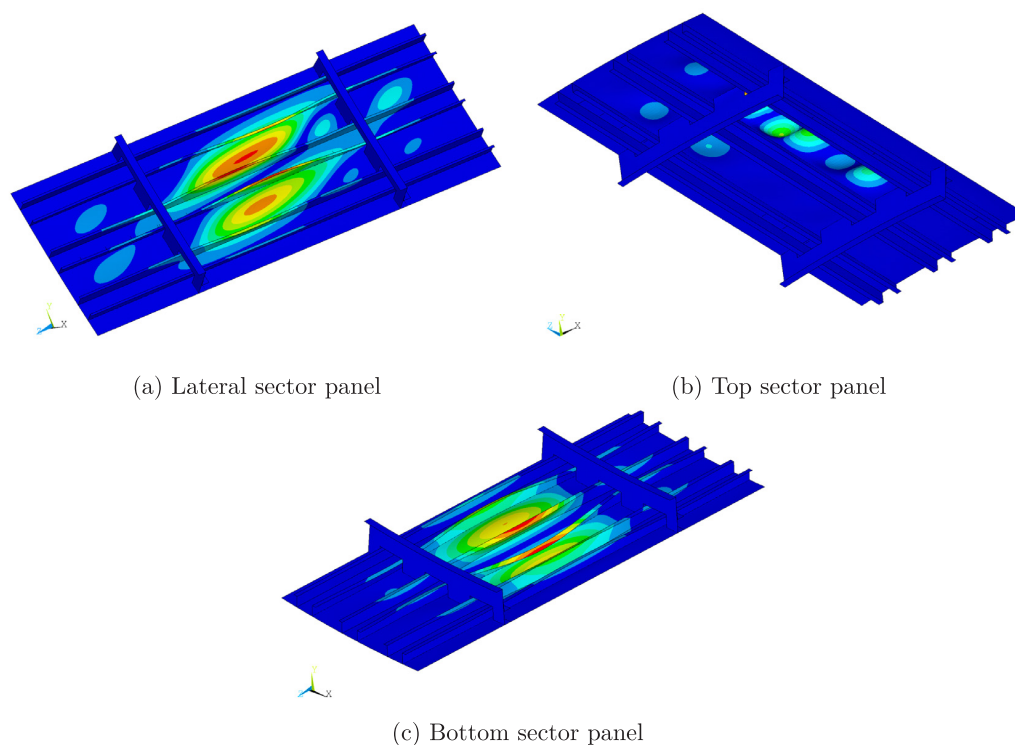 Y
Z X
(a) Lateral sector panel
Y
Z X
(b) Top sector panel
Y
Z X
(c) Bottom sector panel